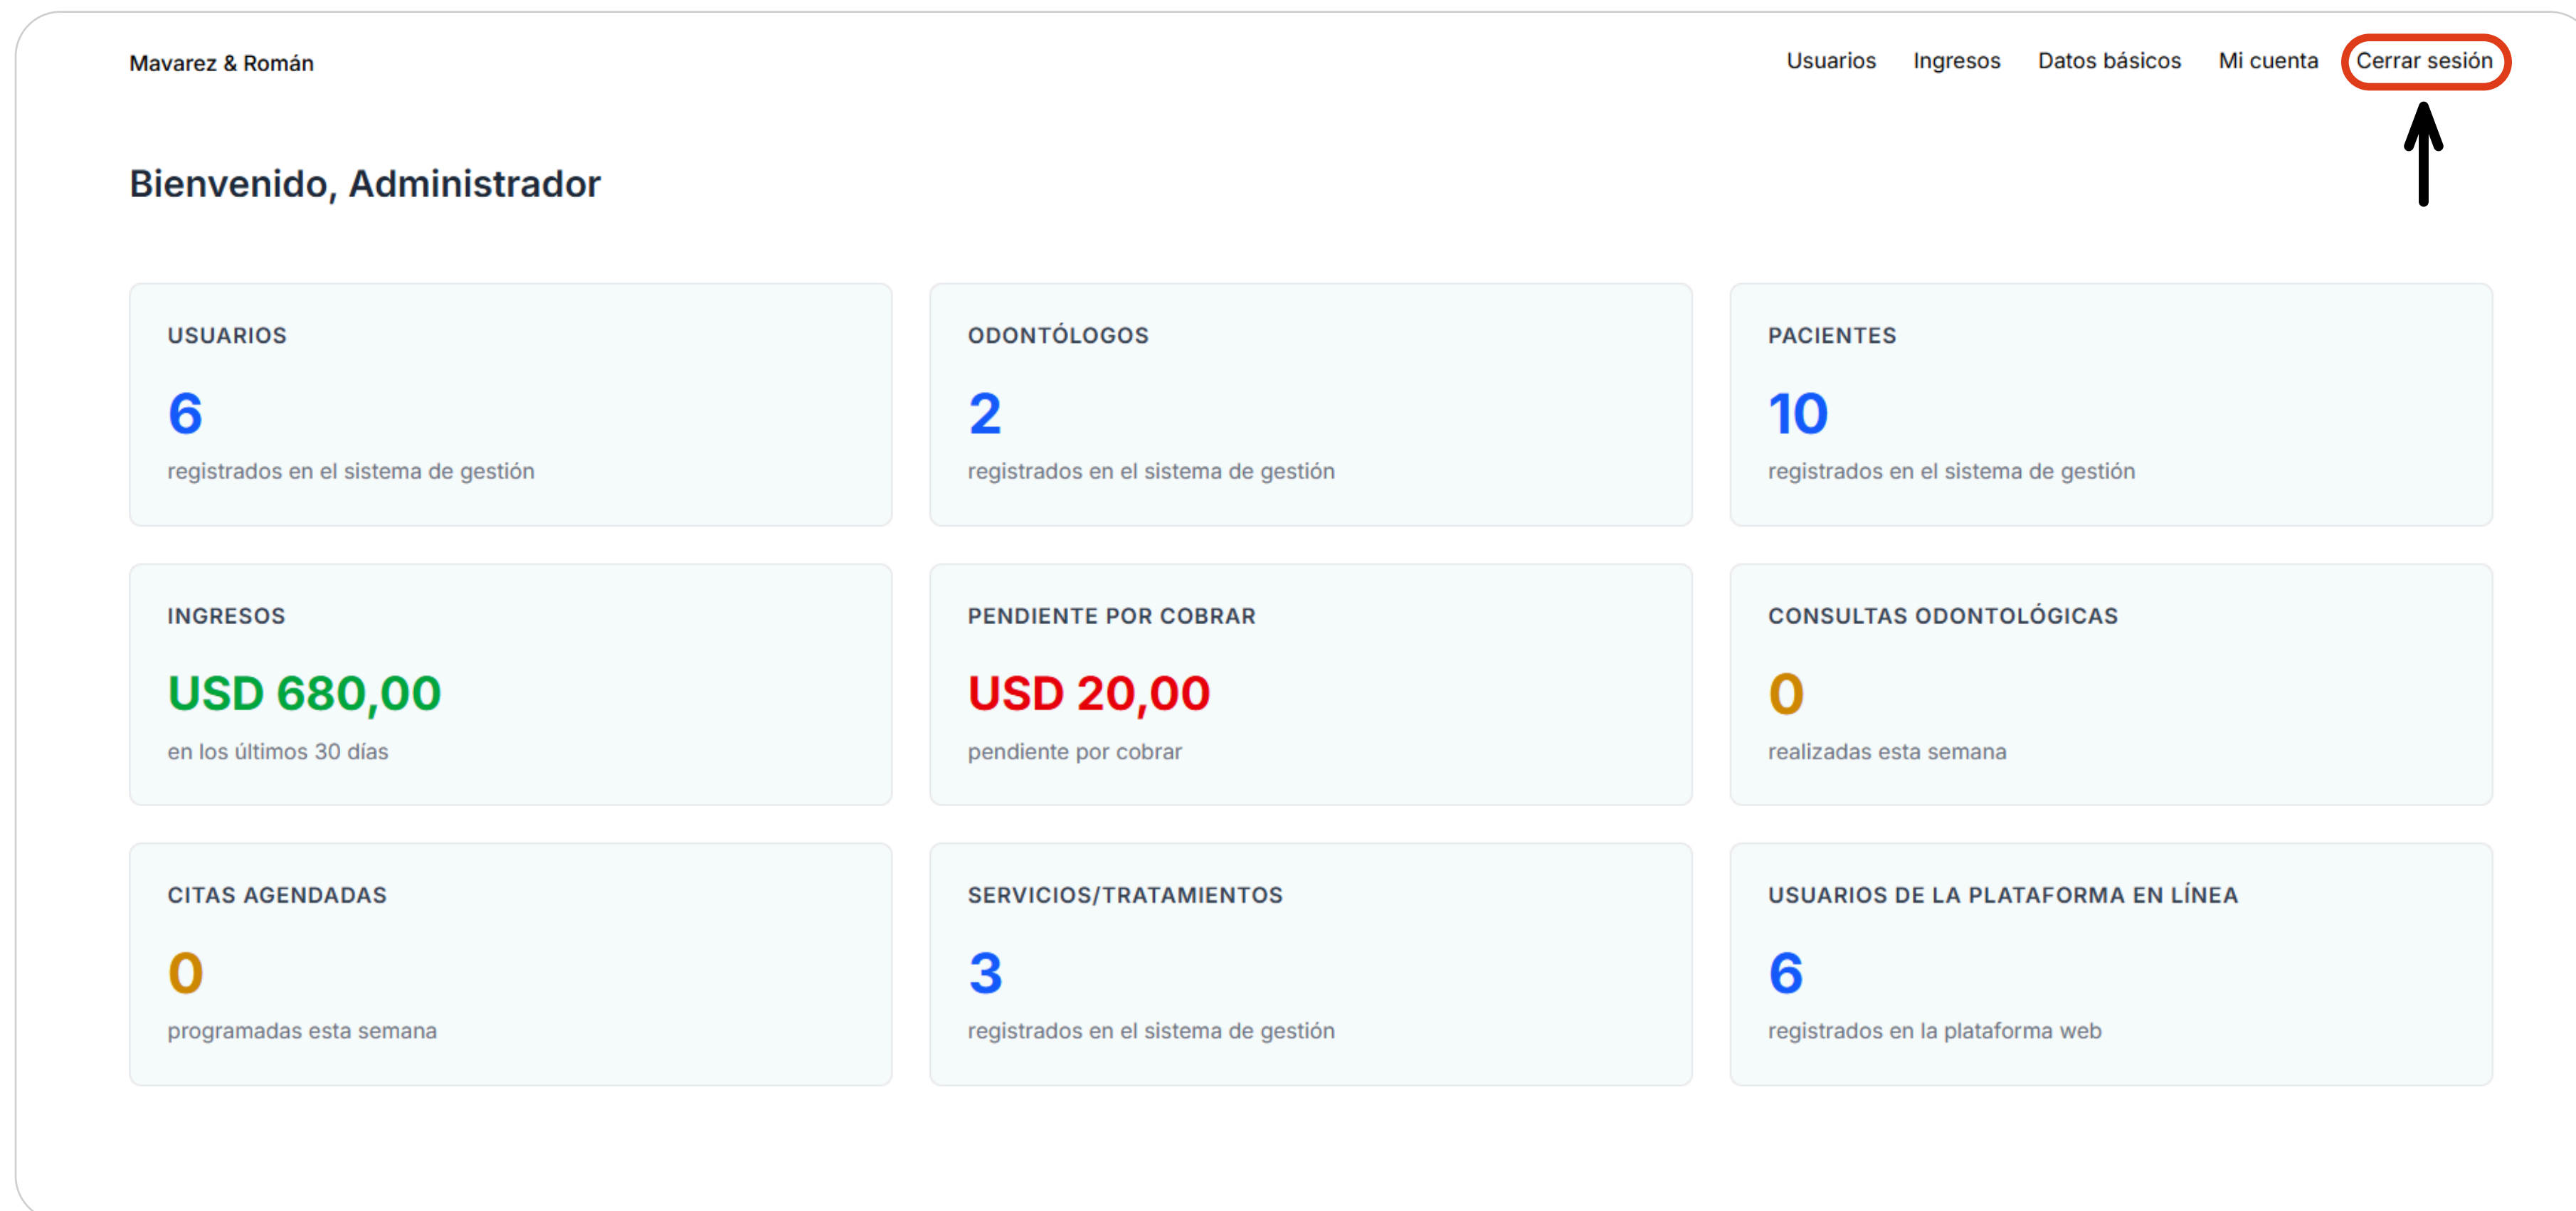 Mavarez & Román
Usuarios Ingresos Datos básicos Mi cuenta Cerrar sesión
Bienvenido, Administrador
USUARIOS
6
registrados en el sistema de gestión
ODONTÓLOGOS
2
registrados en el sistema de gestión
PACIENTES
10
registrados en el sistema de gestión
INGRESOS
USD 680,00
en los últimos 30 días
PENDIENTE POR COBRAR
USD 20,00
pendiente por cobrar
CONSULTAS ODONTOLÓGICAS
0
realizadas esta semana
CITAS AGENDADAS
0
programadas esta semana
SERVICIOS/TRATAMIENTOS
3
registrados en el sistema de gestión
USUARIOS DE LA PLATAFORMA EN LÍNEA
6
registrados en la plataforma web